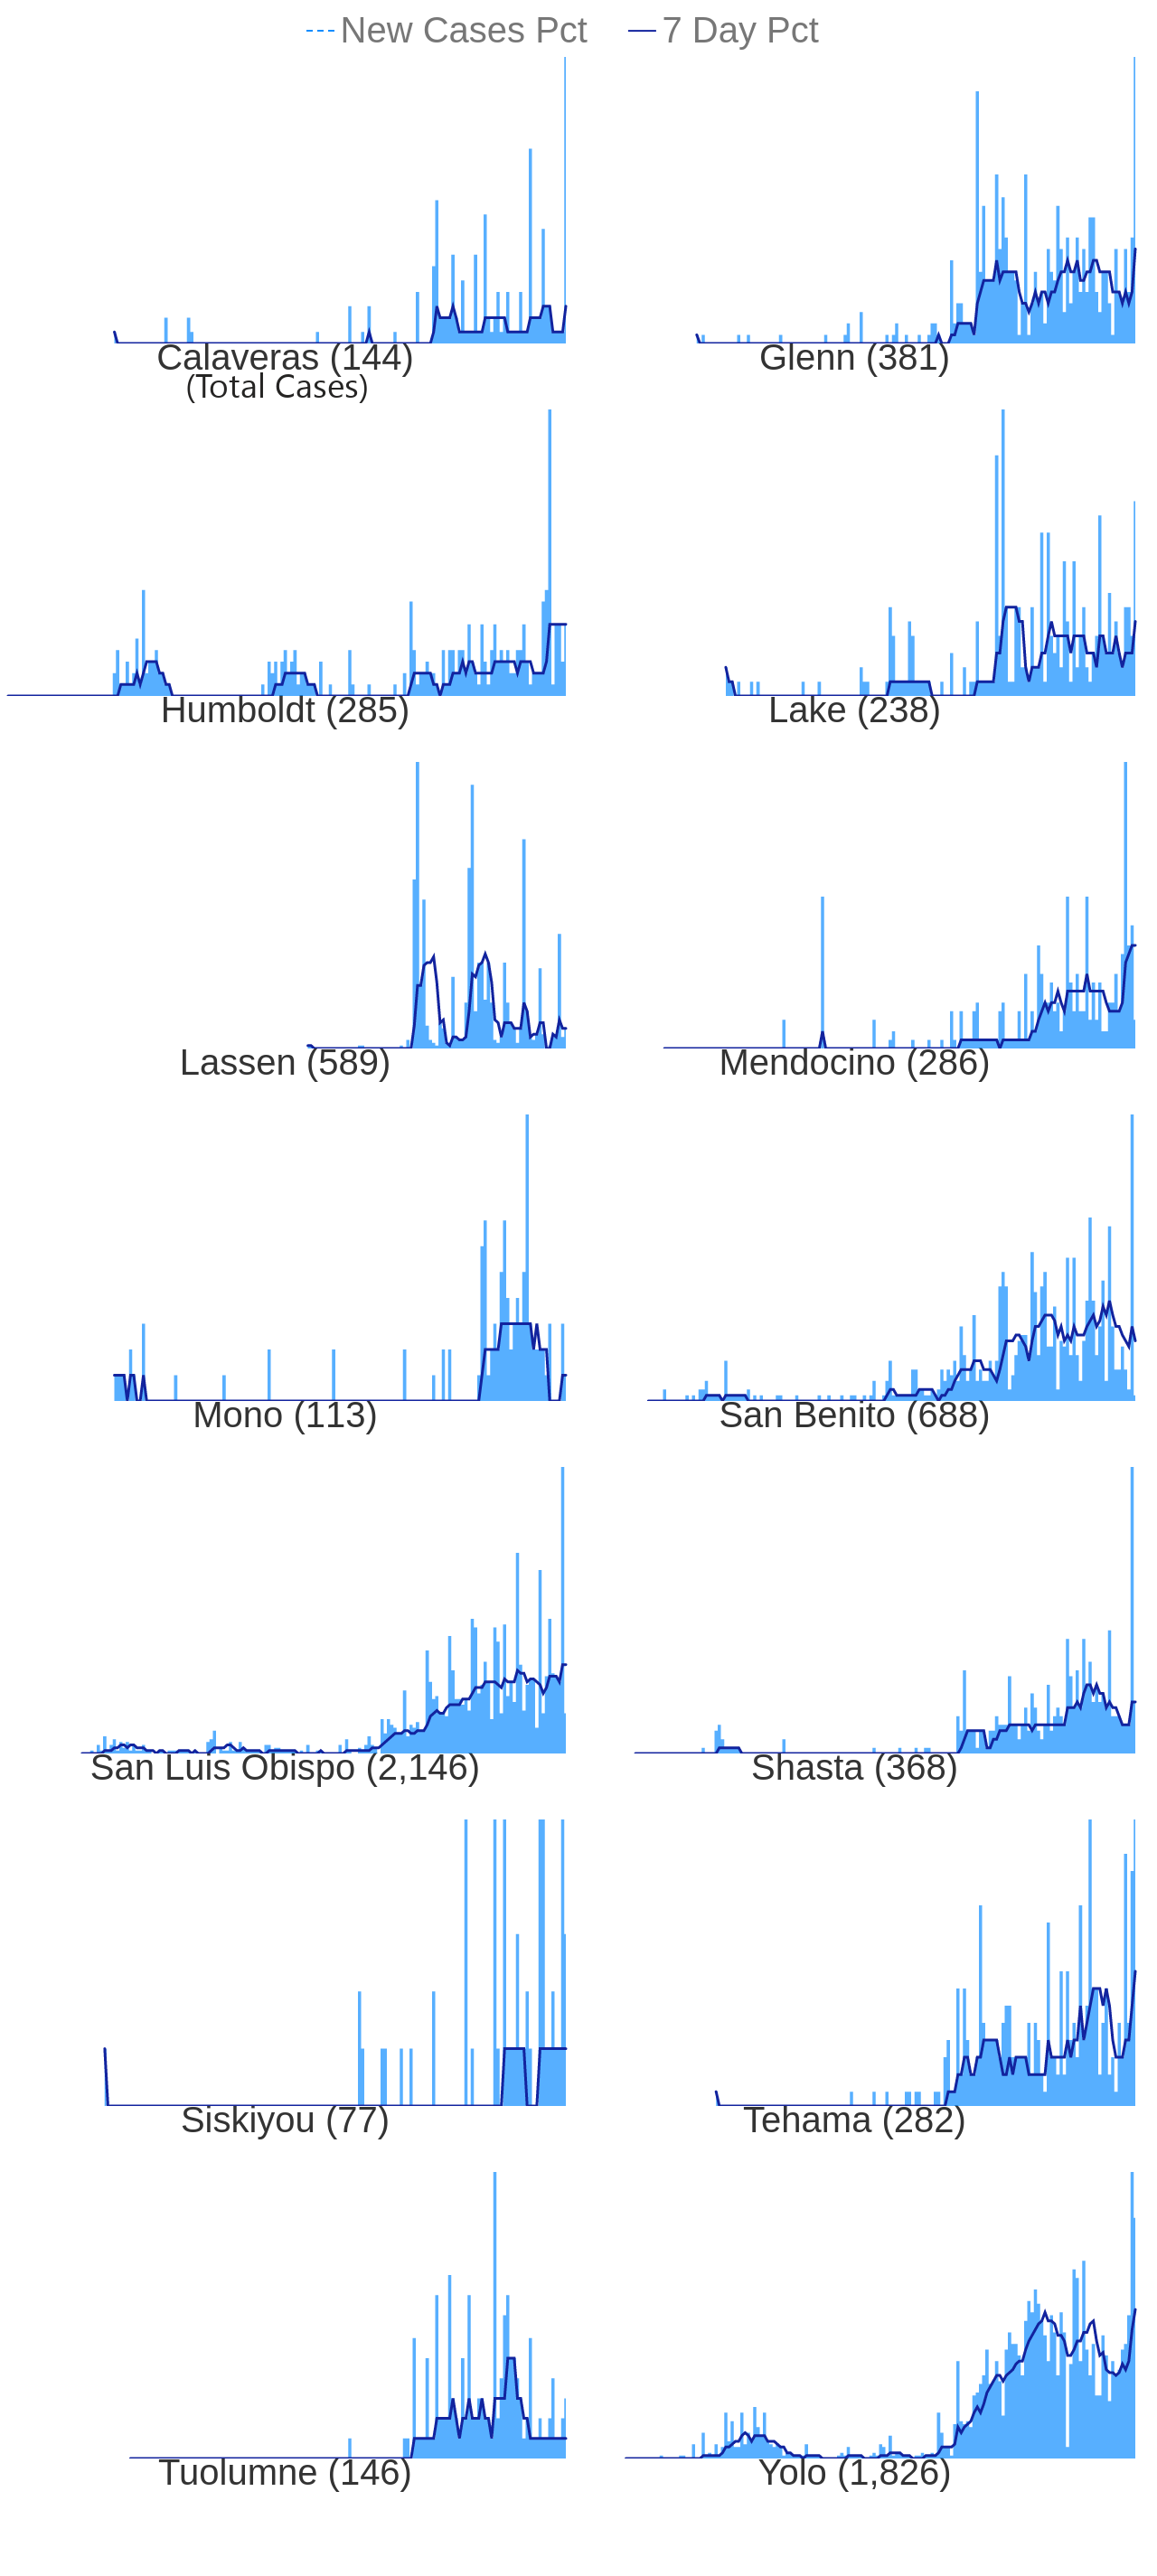 New Cases Pct 7 Day Pct
Calaveras (144) Glenn (381)
(Total Cases)
Humboldt (285) Lake (238)
Lassen (589) Mendocino (286)
Mono (113) San Benito (688)
San Luis Obispo (2,146) Shasta (368)
Siskiyou (77) Tehama (282)
Tuolumne (146) Yolo (1,826)